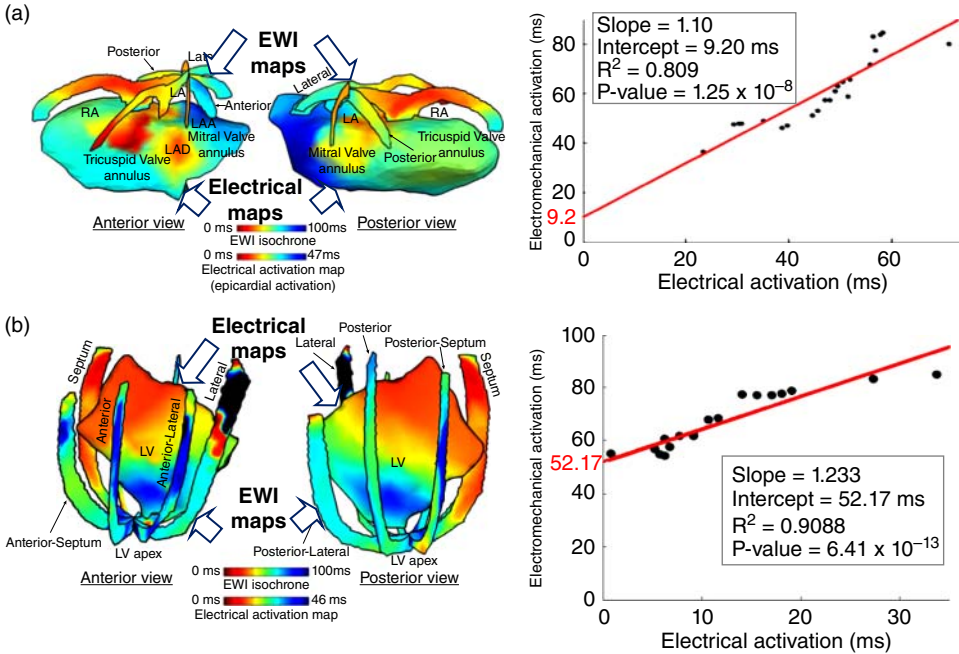 (a)
EWI
maps
Posterior
Late
LA
Anterior
RA
LAA
Mitral Valve
annulus
LAD
Tricuspid Valve
annulus
Lateral
LA
RA
Tricuspid Valve
annulus
Mitral Valve
annulus
Posterior
Electrical
maps
Anterior view
Posterior view
0 ms 100ms
EWI isochrone
0 ms 47ms
Electrical activation map
(epicardial activation)
Slope = 1.10
Intercept = 9.20 ms
R² = 0.809
P-value = 1.25 x 10⁻⁸
Electromechanical activation (ms)
80
60
40
20
9.2
0
0 20 40 60
Electrical activation (ms)
(b)
Electrical
maps
Septum
Anterior
Anterior-Lateral
Lateral
LV
Anterior-Septum
LV apex
Anterior view
Posterior
Lateral
Posterior-Septum
Septum
LV
EWI
maps
Posterior-Lateral
LV apex
Posterior view
0 ms 100ms
EWI isochrone
0 ms 46 ms
Electrical activation map
Electromechanical activation (ms)
100
80
60
52.17
40
20
0
Slope = 1.233
Intercept = 52.17 ms
R² = 0.9088
P-value = 6.41 x 10⁻¹³
0 10 20 30
Electrical activation (ms)